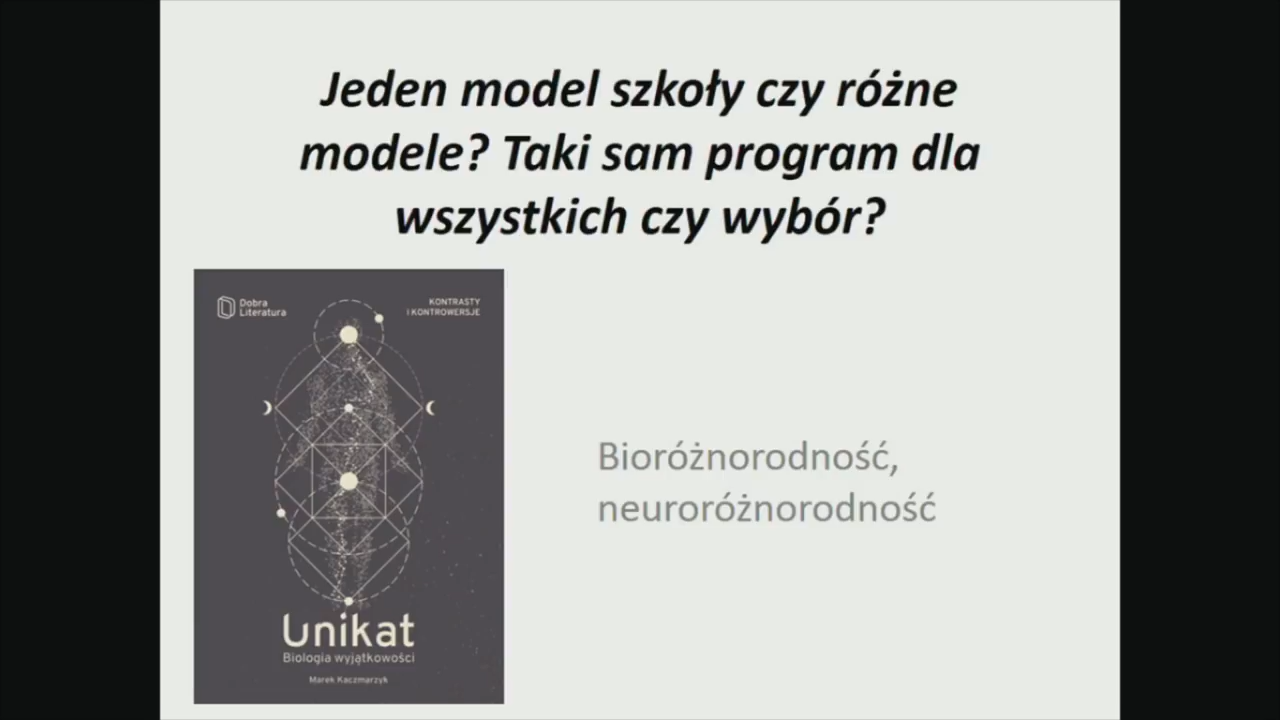 Jeden model szkoły czy różne
modele? Taki sam program dla
wszystkich czy wybór?
Dobra
Literatura
KONTRASTY
I KONTROWERSJE
Unikat
Biologia wyjątkowości
Marek Kaczmarzyk
Bioróżnorodność,
neuroróżnorodność